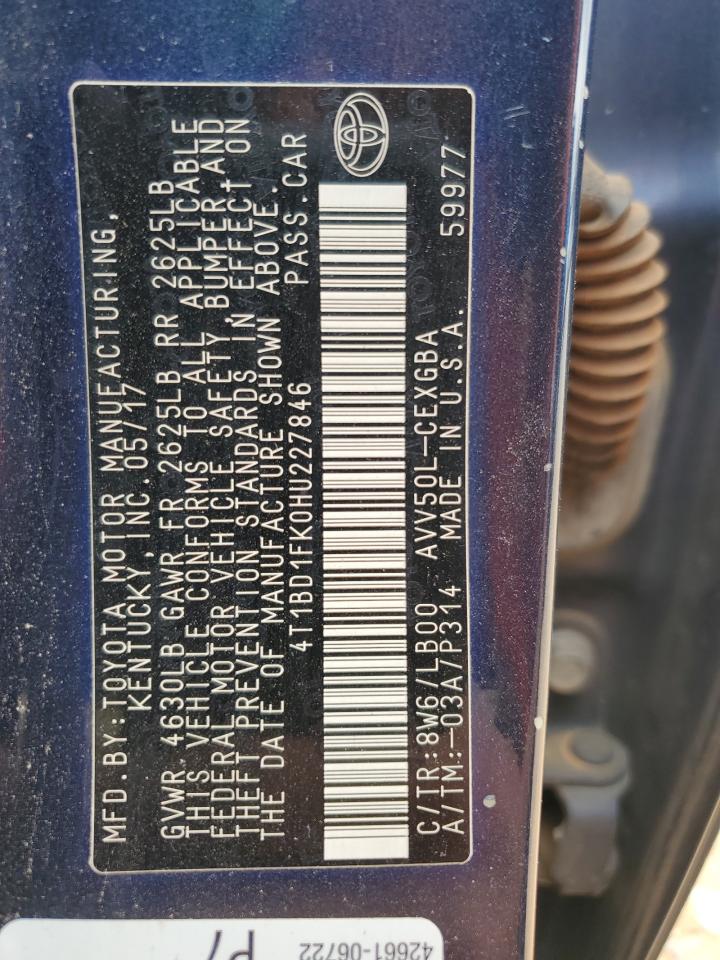 MFD.BY:TOYOTA MOTOR MANUFACTURING,
KENTUCKY, INC. 05/17
GVWR 4630LB GAWR FR 2625LB RR 2625LB
THIS VEHICLE CONFORMS TO ALL APPLICABLE
FEDERAL MOTOR VEHICLE SAFETY, BUMPER, AND
THEFT PREVENTION STANDARDS IN EFFECT ON
THE DATE OF MANUFACTURE SHOWN ABOVE.
4T1BD1FK0HU227846 PASS.CAR
C/TR:8W6/LB00 AVV50L-CEXGBA
A/TM:-03A/P314 MADE IN U.S.A. 59977
42661-06722